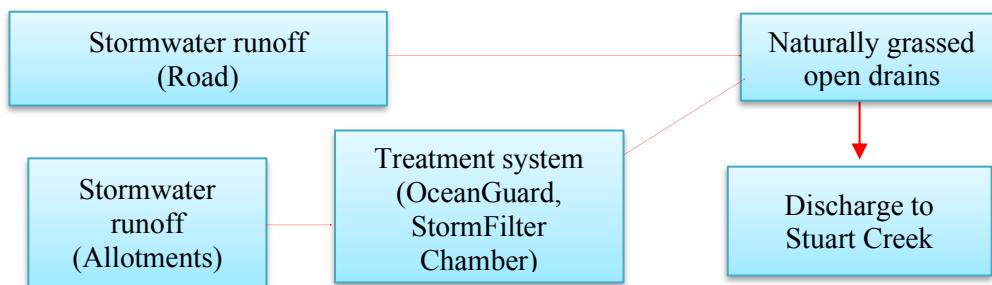 Stormwater runoff
(Road)
Naturally grassed
open drains
Stormwater
runoff
(Allotments)
Treatment system
(OceanGuard,
StormFilter
Chamber)
Discharge to
Stuart Creek